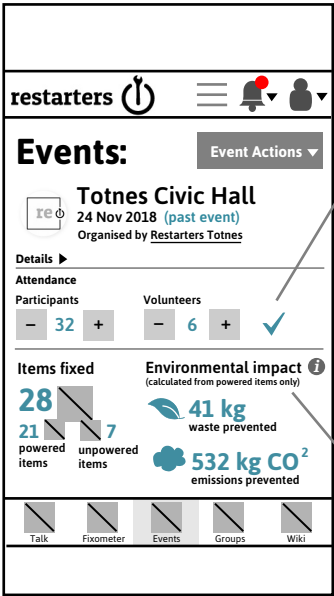 restarters
Events:
Event Actions ▼
re
Totnes Civic Hall
24 Nov 2018 (past event)
Organised by Restarters Totnes
Details ▶
Attendance
Participants Volunteers
– 32 + – 6 +
Items fixed Environmental impact i
(calculated from powered items only)
28
41 kg
waste prevented
21 7
powered items unpowered items
532 kg CO²
emissions prevented
Talk Fixometer Events Groups Wiki